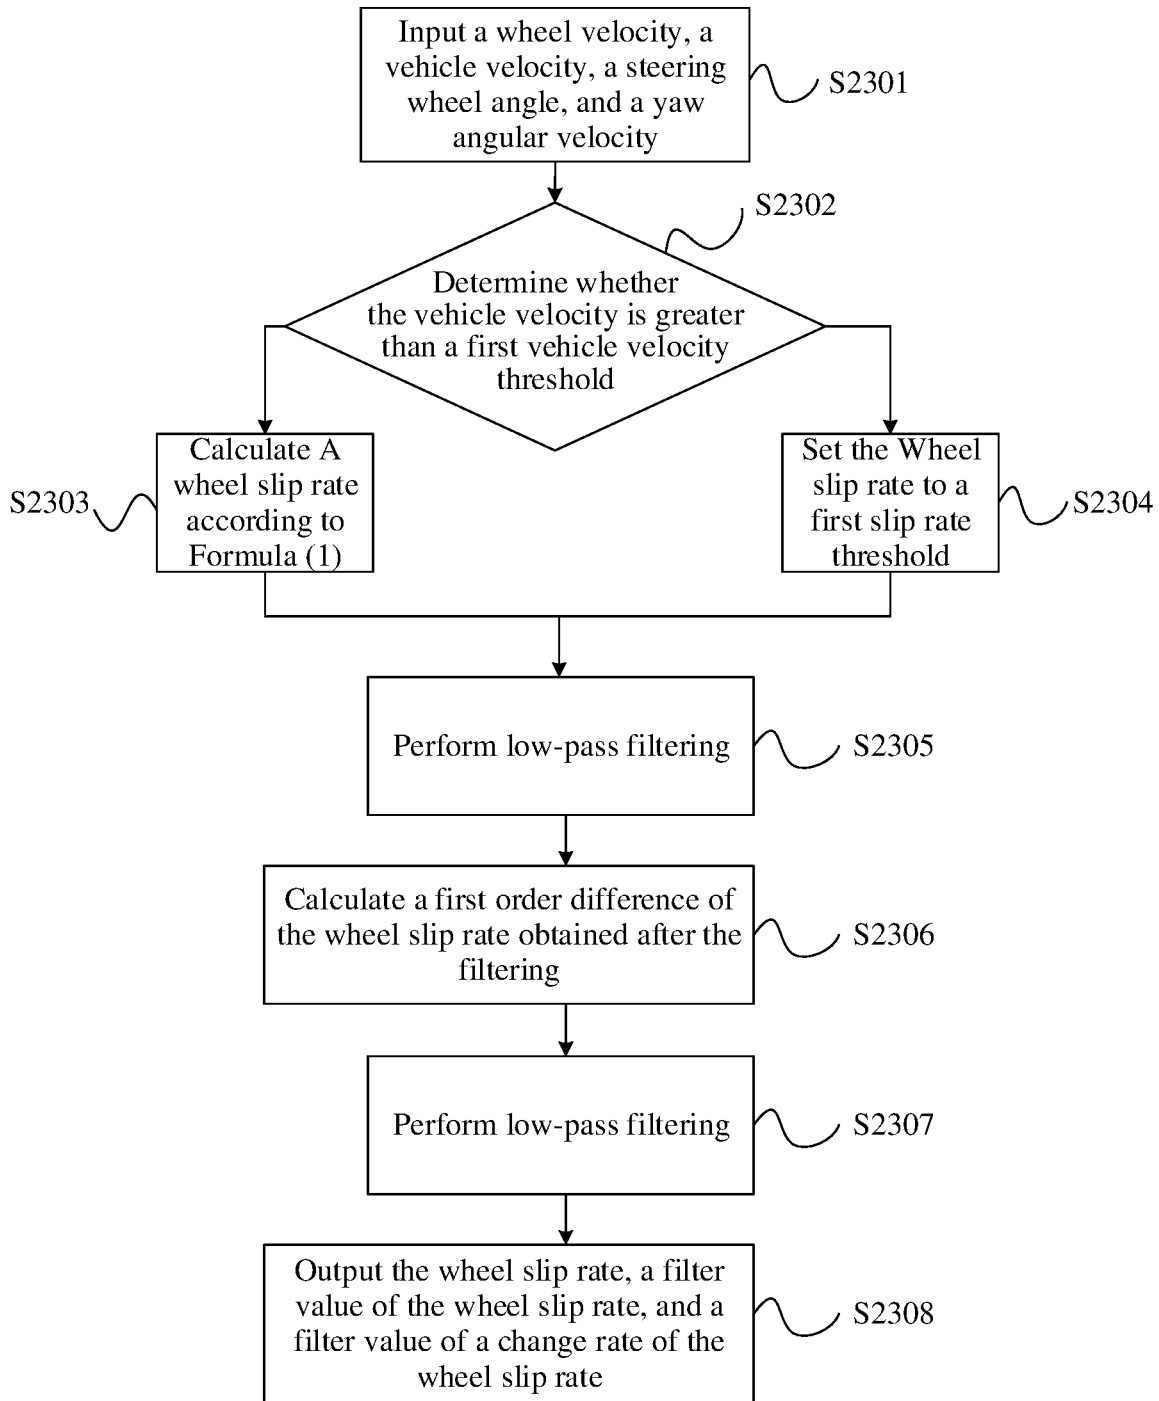 Input a wheel velocity, a
vehicle velocity, a steering
wheel angle, and a yaw
angular velocity
S2301
S2302
Determine whether
the vehicle velocity is greater
than a first vehicle velocity
threshold
S2303
Calculate A
wheel slip rate
according to
Formula (1)
Set the Wheel
slip rate to a
first slip rate
threshold
S2304
Perform low-pass filtering
S2305
Calculate a first order difference of
the wheel slip rate obtained after the
filtering
S2306
Perform low-pass filtering
S2307
Output the wheel slip rate, a filter
value of the wheel slip rate, and a
filter value of a change rate of the
wheel slip rate
S2308